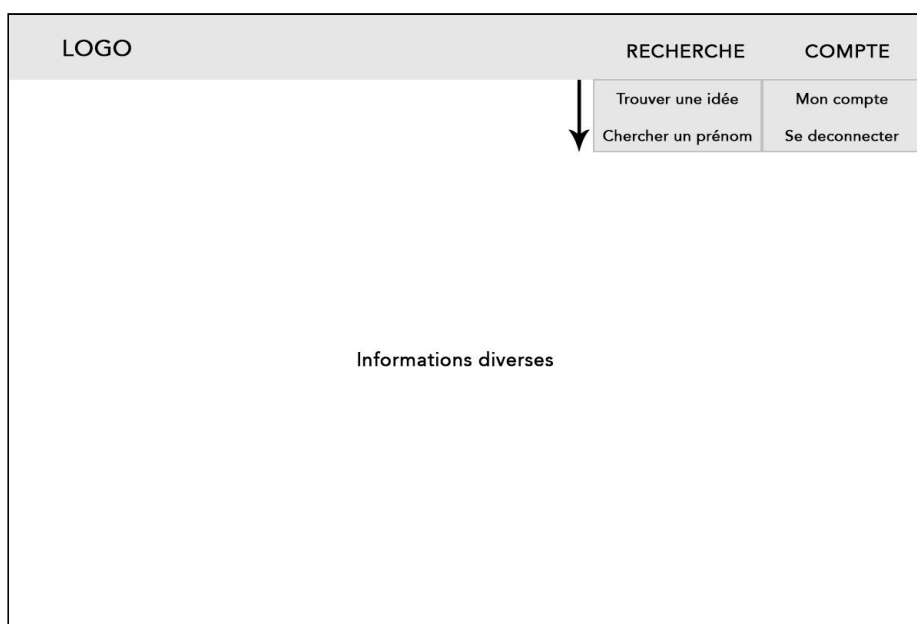 LOGO
RECHERCHE
COMPTE
Trouver une idée
Mon compte
Chercher un prénom
Se deconnecter
Informations diverses